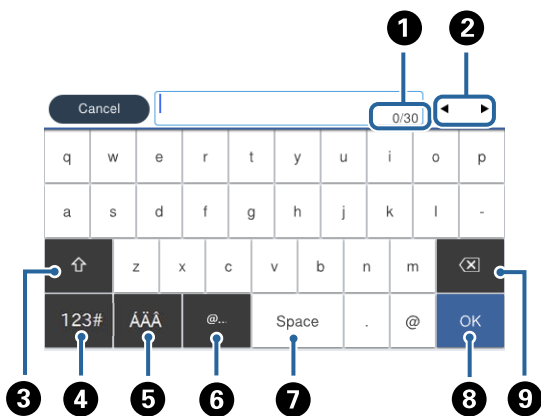 1 2
Cancel 0/30
q w e r t y u i o p
a s d f g h j k l -
z x c v b n m
123# ÁÄÂ @... Space . @ OK
3 4 5 6 7 8 9